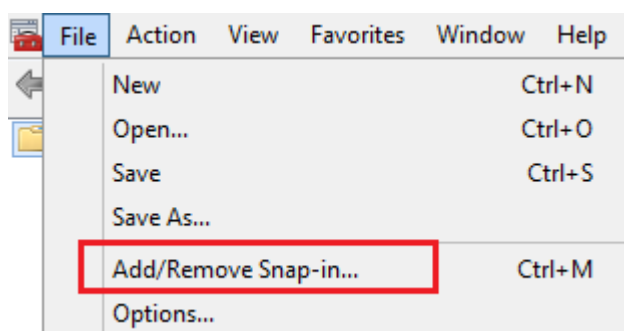 File Action View Favorites Window Help
New Ctrl+N
Open... Ctrl+O
Save Ctrl+S
Save As...
Add/Remove Snap-in... Ctrl+M
Options...